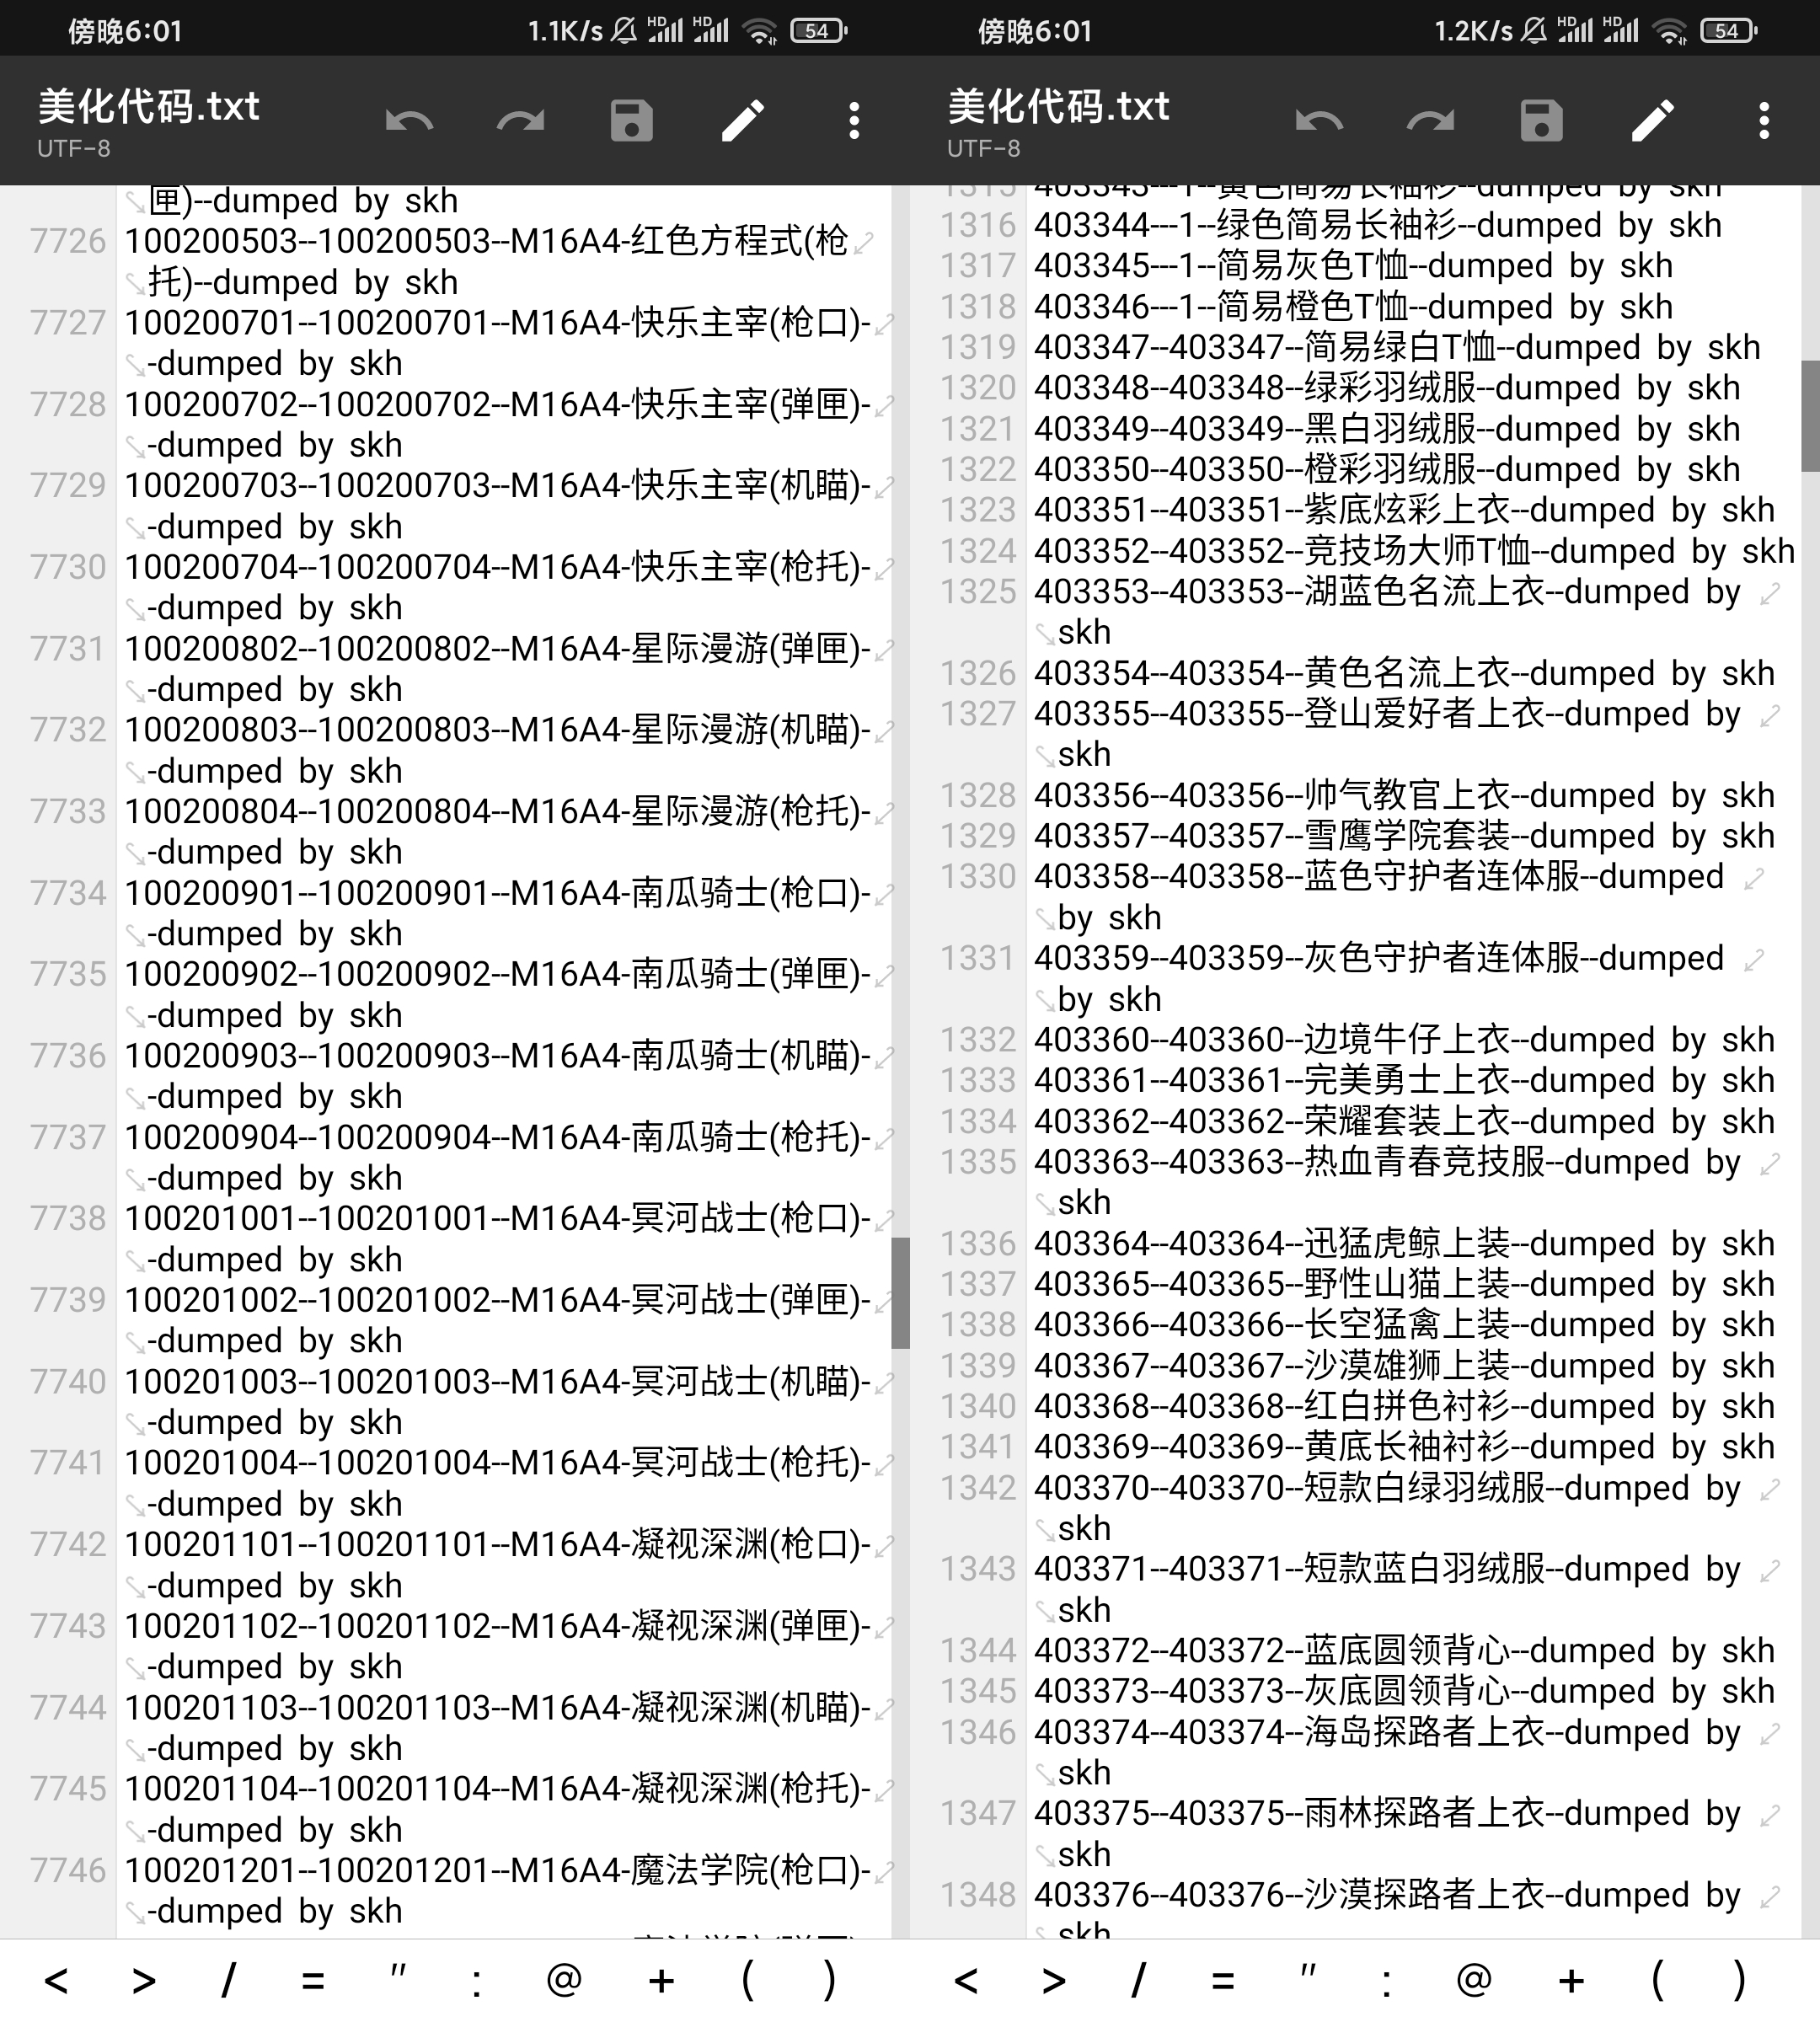 傍晚6:01
1.1K/s
HD
HD
54
美化代码.txt
UTF-8
匣)--dumped by skh
7726 100200503--100200503--M16A4-红色方程式(枪
托)--dumped by skh
7727 100200701--100200701--M16A4-快乐主宰(枪口)-
-dumped by skh
7728 100200702--100200702--M16A4-快乐主宰(弹匣)-
-dumped by skh
7729 100200703--100200703--M16A4-快乐主宰(机瞄)-
-dumped by skh
7730 100200704--100200704--M16A4-快乐主宰(枪托)-
-dumped by skh
7731 100200802--100200802--M16A4-星际漫游(弹匣)-
-dumped by skh
7732 100200803--100200803--M16A4-星际漫游(机瞄)-
-dumped by skh
7733 100200804--100200804--M16A4-星际漫游(枪托)-
-dumped by skh
7734 100200901--100200901--M16A4-南瓜骑士(枪口)-
-dumped by skh
7735 100200902--100200902--M16A4-南瓜骑士(弹匣)-
-dumped by skh
7736 100200903--100200903--M16A4-南瓜骑士(机瞄)-
-dumped by skh
7737 100200904--100200904--M16A4-南瓜骑士(枪托)-
-dumped by skh
7738 100201001--100201001--M16A4-冥河战士(枪口)-
-dumped by skh
7739 100201002--100201002--M16A4-冥河战士(弹匣)-
-dumped by skh
7740 100201003--100201003--M16A4-冥河战士(机瞄)-
-dumped by skh
7741 100201004--100201004--M16A4-冥河战士(枪托)-
-dumped by skh
7742 100201101--100201101--M16A4-凝视深渊(枪口)-
-dumped by skh
7743 100201102--100201102--M16A4-凝视深渊(弹匣)-
-dumped by skh
7744 100201103--100201103--M16A4-凝视深渊(机瞄)-
-dumped by skh
7745 100201104--100201104--M16A4-凝视深渊(枪托)-
-dumped by skh
7746 100201201--100201201--M16A4-魔法学院(枪口)-
-dumped by skh
< > / = " : @ + ( )
傍晚6:01
1.2K/s
HD
HD
54
美化代码.txt
UTF-8
1315 403343---1--黄色简易长袖衫--dumped by skh
1316 403344---1--绿色简易长袖衫--dumped by skh
1317 403345---1--简易灰色T恤--dumped by skh
1318 403346---1--简易橙色T恤--dumped by skh
1319 403347--403347--简易绿白T恤--dumped by skh
1320 403348--403348--绿彩羽绒服--dumped by skh
1321 403349--403349--黑白羽绒服--dumped by skh
1322 403350--403350--橙彩羽绒服--dumped by skh
1323 403351--403351--紫底炫彩上衣--dumped by skh
1324 403352--403352--竞技场大师T恤--dumped by skh
1325 403353--403353--湖蓝色名流上衣--dumped by
skh
1326 403354--403354--黄色名流上衣--dumped by skh
1327 403355--403355--登山爱好者上衣--dumped by
skh
1328 403356--403356--帅气教官上衣--dumped by skh
1329 403357--403357--雪鹰学院套装--dumped by skh
1330 403358--403358--蓝色守护者连体服--dumped
by skh
1331 403359--403359--灰色守护者连体服--dumped
by skh
1332 403360--403360--边境牛仔上衣--dumped by skh
1333 403361--403361--完美勇士上衣--dumped by skh
1334 403362--403362--荣耀套装上衣--dumped by skh
1335 403363--403363--热血青春竞技服--dumped by
skh
1336 403364--403364--迅猛虎鲸上装--dumped by skh
1337 403365--403365--野性山猫上装--dumped by skh
1338 403366--403366--长空猛禽上装--dumped by skh
1339 403367--403367--沙漠雄狮上装--dumped by skh
1340 403368--403368--红白拼色衬衫--dumped by skh
1341 403369--403369--黄底长袖衬衫--dumped by skh
1342 403370--403370--短款白绿羽绒服--dumped by
skh
1343 403371--403371--短款蓝白羽绒服--dumped by
skh
1344 403372--403372--蓝底圆领背心--dumped by skh
1345 403373--403373--灰底圆领背心--dumped by skh
1346 403374--403374--海岛探路者上衣--dumped by
skh
1347 403375--403375--雨林探路者上衣--dumped by
skh
1348 403376--403376--沙漠探路者上衣--dumped by
skh
< > / = " : @ + ( )